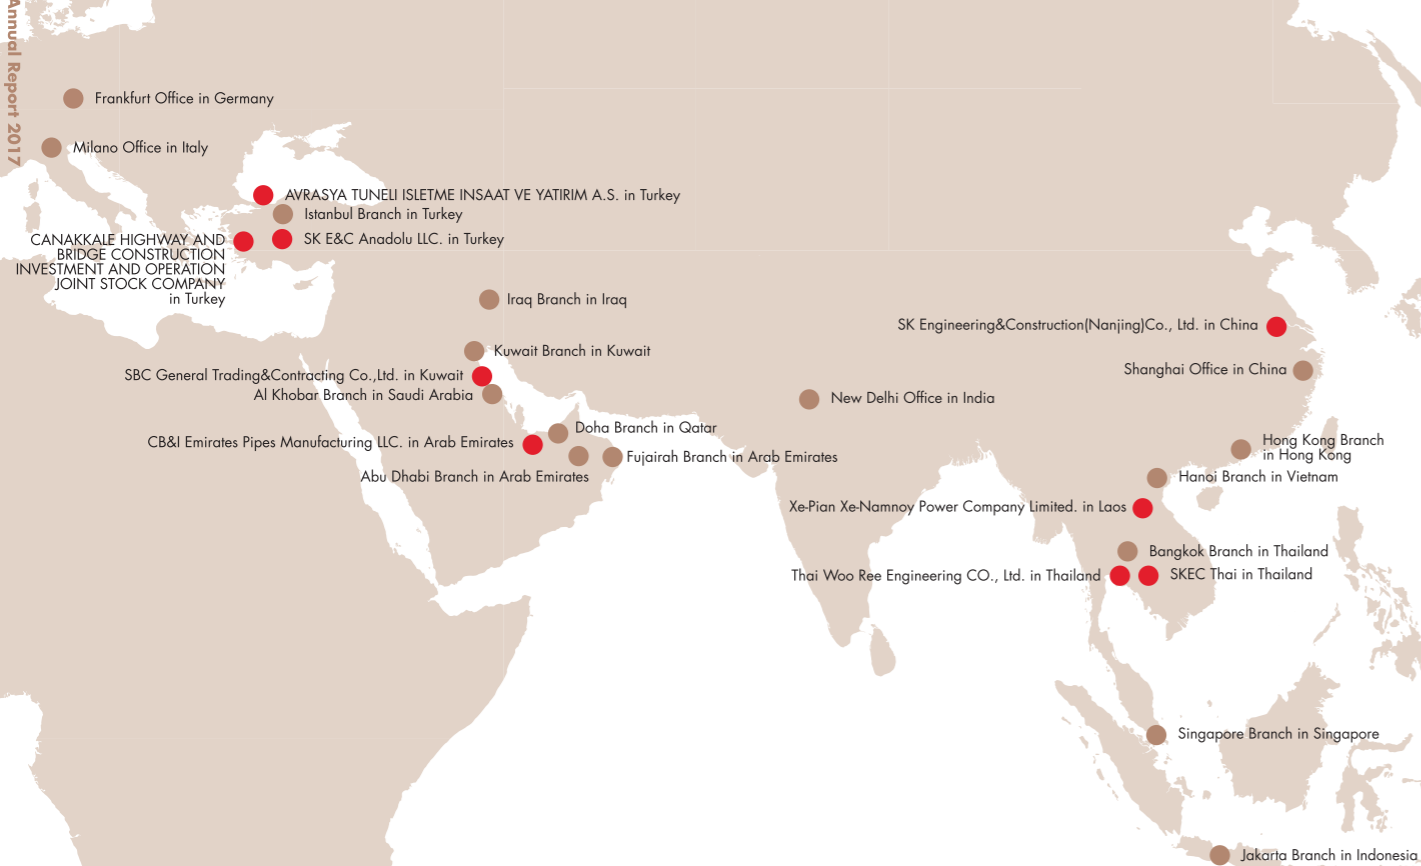 Annual Report 2017
Frankfurt Office in Germany
Milano Office in Italy
AVRASYA TUNELI ISLETME INSAAT VE YATIRIM A.S. in Turkey
Istanbul Branch in Turkey
SK E&C Anadolu LLC. in Turkey
CANAKKALE HIGHWAY AND
BRIDGE CONSTRUCTION
INVESTMENT AND OPERATION
JOINT STOCK COMPANY
in Turkey
Iraq Branch in Iraq
SK Engineering&Construction(Nanjing)Co., Ltd. in China
Kuwait Branch in Kuwait
Shanghai Office in China
SBC General Trading&Contracting Co.,Ltd. in Kuwait
Al Khobar Branch in Saudi Arabia
New Delhi Office in India
Doha Branch in Qatar
CB&I Emirates Pipes Manufacturing LLC. in Arab Emirates
Hong Kong Branch
in Hong Kong
Fujairah Branch in Arab Emirates
Abu Dhabi Branch in Arab Emirates
Hanoi Branch in Vietnam
Xe-Pian Xe-Namnoy Power Company Limited. in Laos
Bangkok Branch in Thailand
Thai Woo Ree Engineering CO., Ltd. in Thailand
SKEC Thai in Thailand
Singapore Branch in Singapore
Jakarta Branch in Indonesia